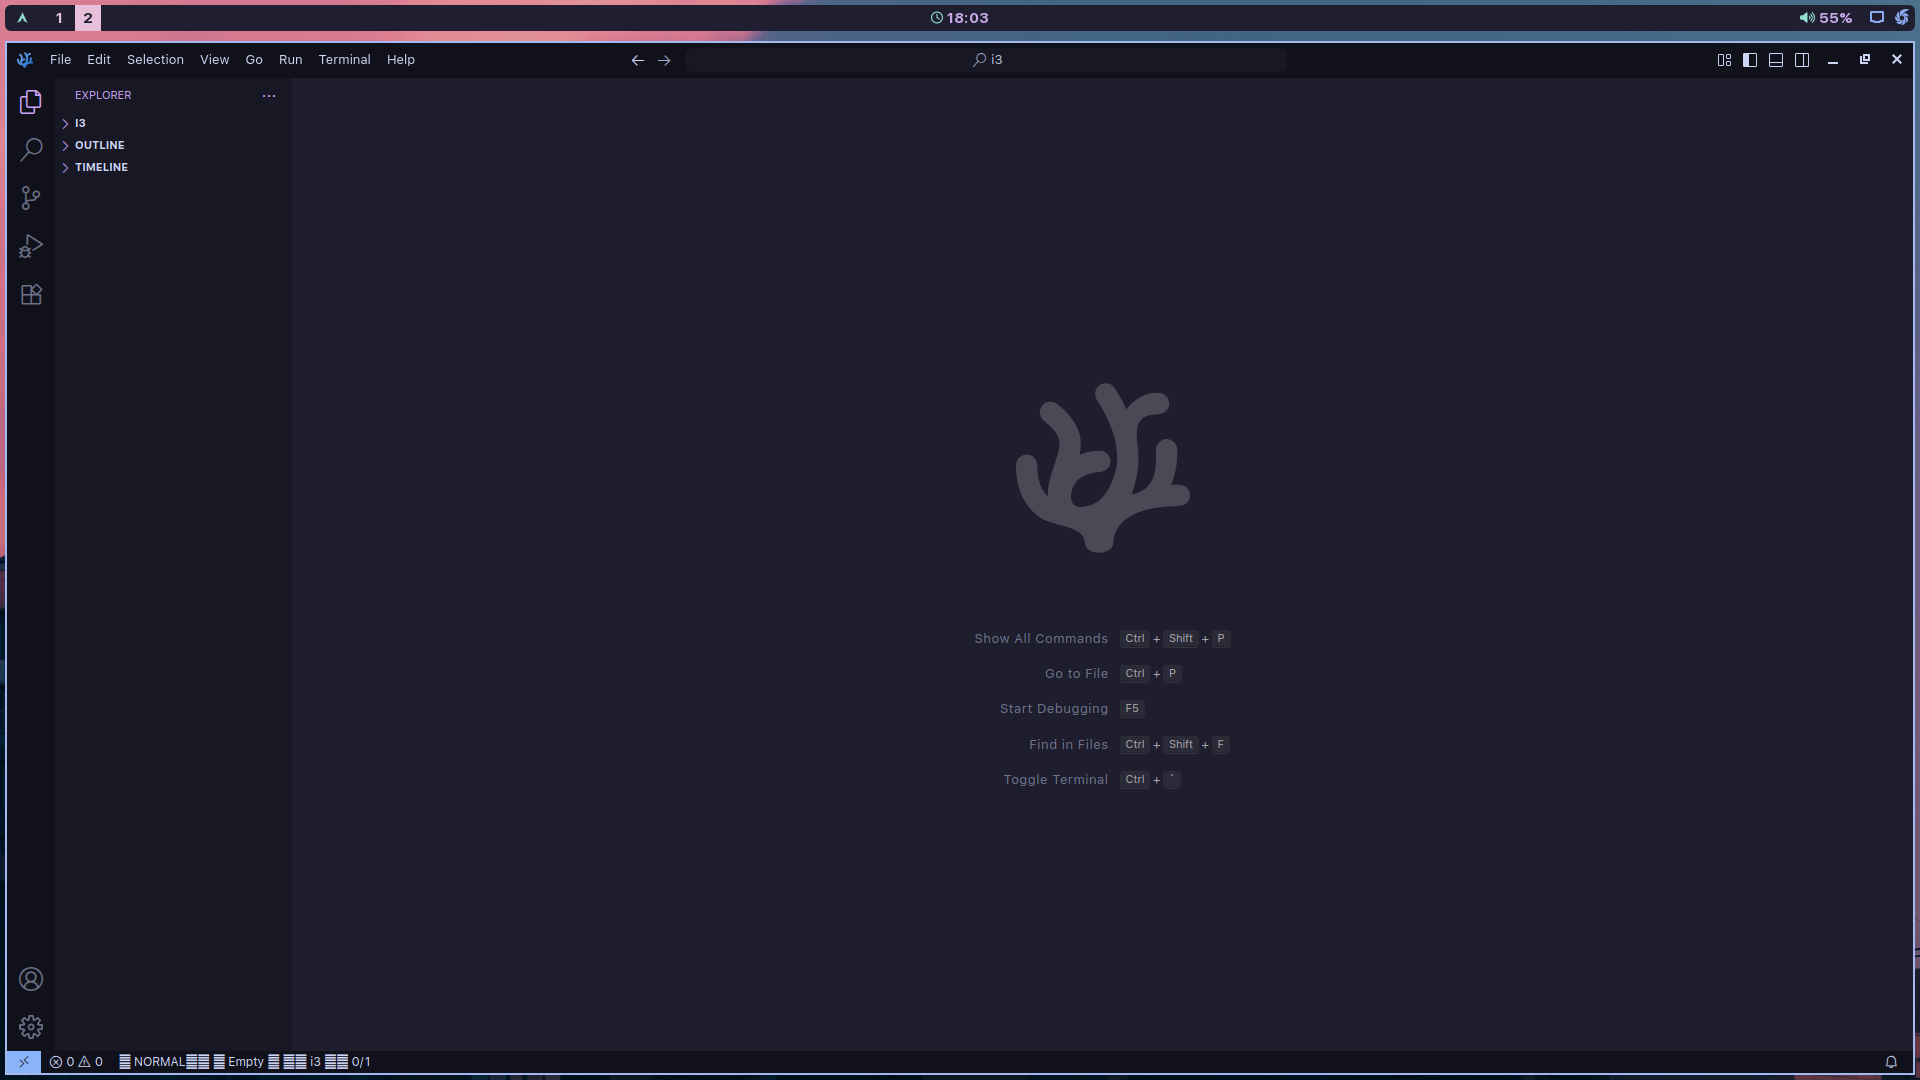 1 2 18:03 55%
File Edit Selection View Go Run Terminal Help i3
EXPLORER
I3
OUTLINE
TIMELINE
Show All Commands Ctrl + Shift + P
Go to File Ctrl + P
Start Debugging F5
Find in Files Ctrl + Shift + F
Toggle Terminal Ctrl + `
0 0 NORMAL Empty i3 0/1